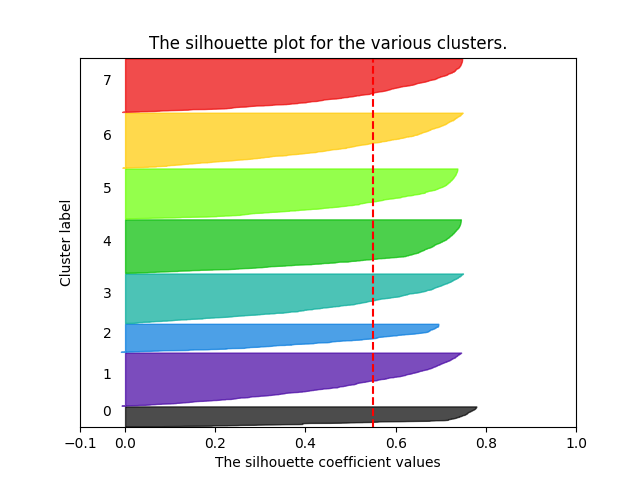 The silhouette plot for the various clusters.
7
6
5
4
3
2
1
0
Cluster label
−0.1 0.0 0.2 0.4 0.6 0.8 1.0
The silhouette coefficient values